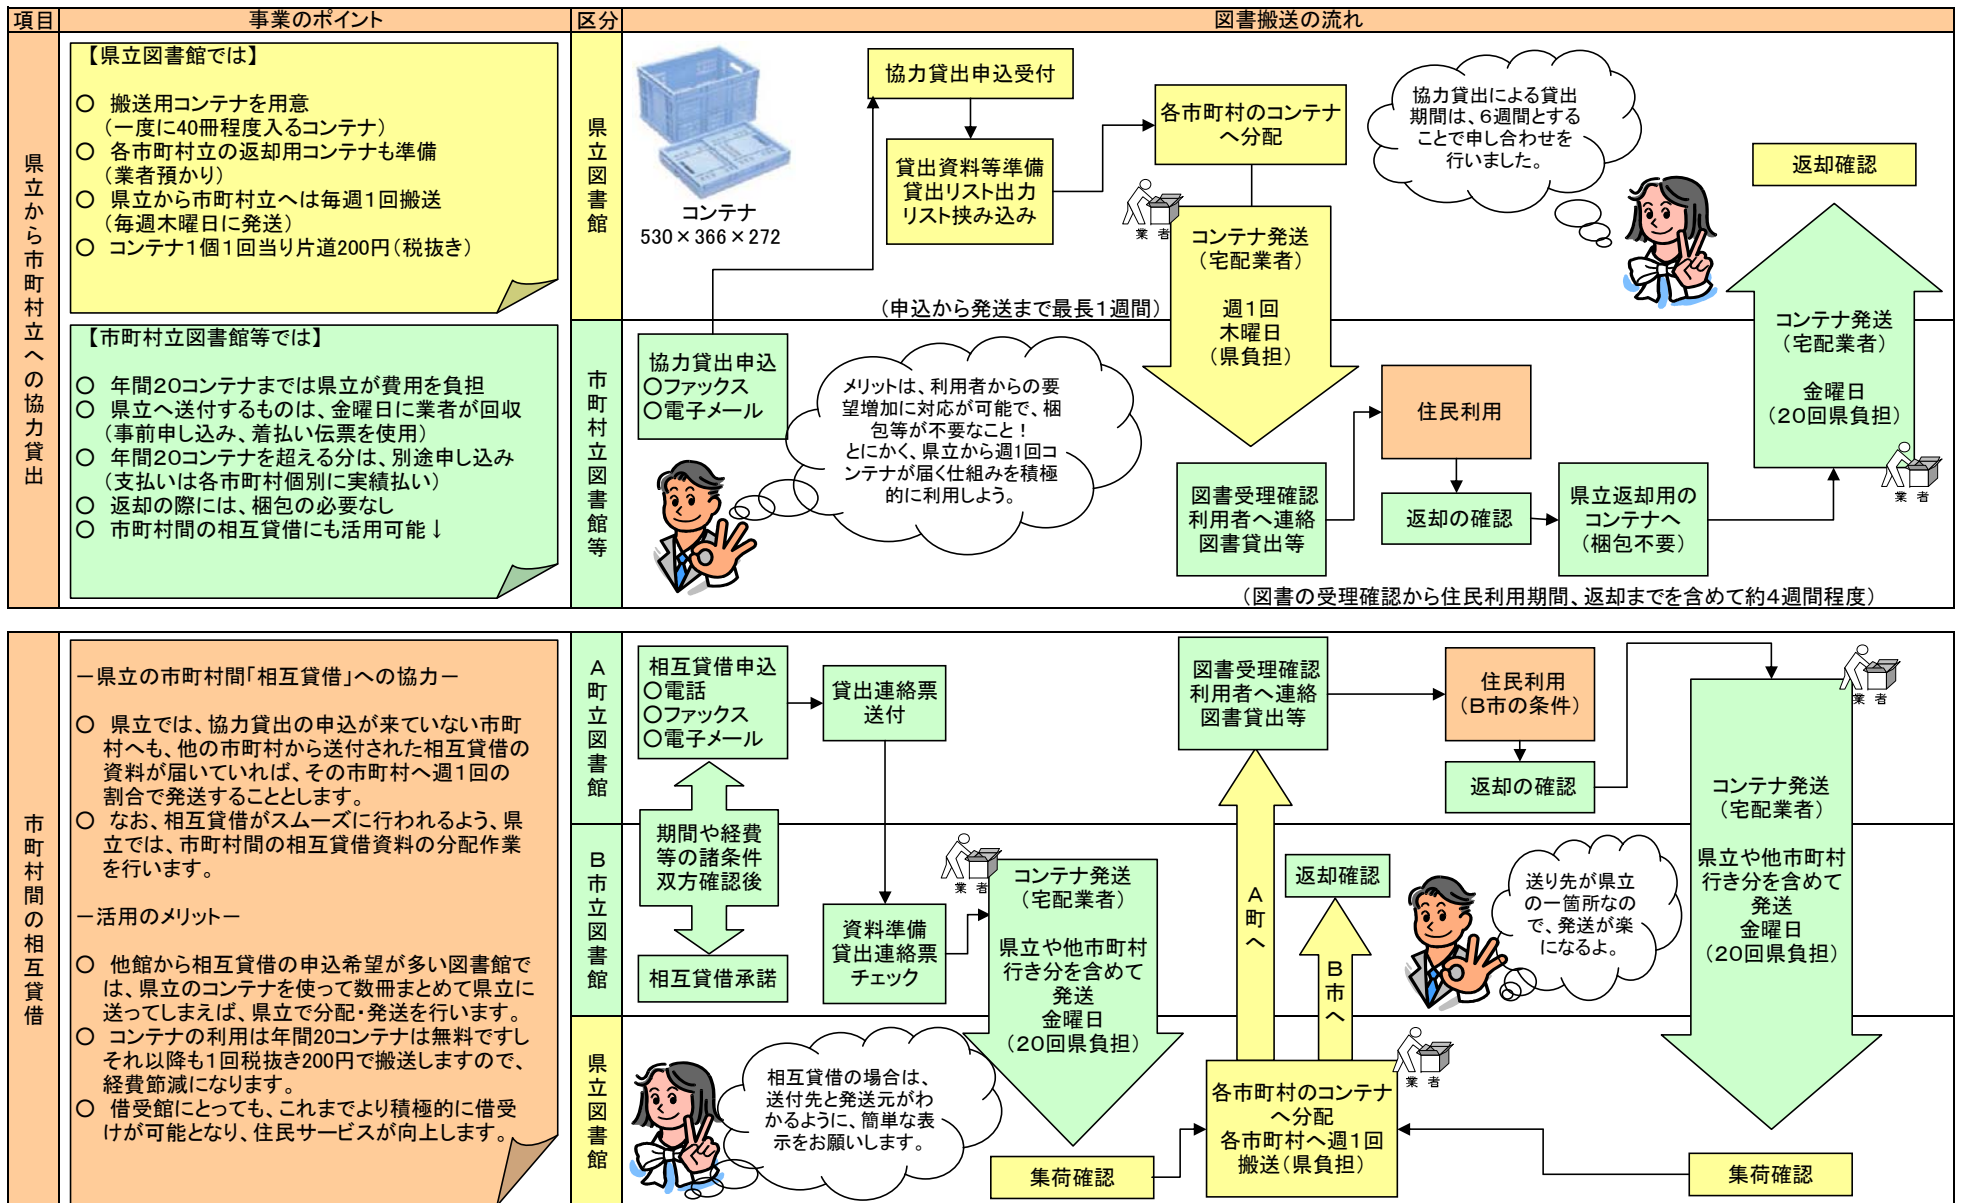 項目
事業のポイント
区分
図書搬送の流れ
県立から市町村立への協力貸出
【県立図書館では】
○ 搬送用コンテナを用意
(一度に40冊程度入るコンテナ)
○ 各市町村立の返却用コンテナも準備
(業者預かり)
○ 県立から市町村立へは毎週1回搬送
(毎週木曜日に発送)
○ コンテナ1個1回当り片道200円(税抜き)
【市町村立図書館等では】
○ 年間20コンテナまでは県立が費用を負担
○ 県立へ送付するものは、金曜日に業者が回収
(事前申し込み、着払い伝票を使用)
○ 年間20コンテナを超える分は、別途申し込み
(支払いは各市町村個別に実績払い)
○ 返却の際には、梱包の必要なし
○ 市町村間の相互貸借にも活用可能↓
県立図書館
コンテナ
530×366×272
協力貸出申込受付
貸出資料等準備
貸出リスト出力
リスト挟み込み
各市町村のコンテナ
へ分配
業 者
コンテナ発送
(宅配業者)
週1回
木曜日
(県負担)
(申込から発送まで最長1週間)
協力貸出による貸出
期間は、6週間とする
ことで申し合わせを
行いました。
返却確認
市町村立図書館等
協力貸出申込
○ファックス
○電子メール
メリットは、利用者からの要
望増加に対応が可能で、梱
包等が不要なこと!
とにかく、県立から週1回コ
ンテナが届く仕組みを積極
的に利用しよう。
図書受理確認
利用者へ連絡
図書貸出等
住民利用
返却の確認
県立返却用の
コンテナへ
(梱包不要)
コンテナ発送
(宅配業者)
金曜日
(20回県負担)
業 者
(図書の受理確認から住民利用期間、返却までを含めて約4週間程度)
市町村間の相互貸借
-県立の市町村間「相互貸借」への協力-
○ 県立では、協力貸出の申込が来ていない市町
村へも、他の市町村から送付された相互貸借の
資料が届いていれば、その市町村へ週1回の
割合で発送することとします。
○ なお、相互貸借がスムーズに行われるよう、県
立では、市町村間の相互貸借資料の分配作業
を行います。
-活用のメリット-
○ 他館から相互貸借の申込希望が多い図書館で
は、県立のコンテナを使って数冊まとめて県立に
送ってしまえば、県立で分配・発送を行います。
○ コンテナの利用は年間20コンテナは無料ですし
それ以降も1回税抜き200円で搬送しますので、
経費節減になります。
○ 借受館にとっても、これまでより積極的に借受
けが可能となり、住民サービスが向上します。
A町立図書館
相互貸借申込
○電話
○ファックス
○電子メール
貸出連絡票
送付
図書受理確認
利用者へ連絡
図書貸出等
住民利用
(B市の条件)
返却の確認
業 者
コンテナ発送
(宅配業者)
県立や他市町村
行き分を含めて
発送
金曜日
(20回県負担)
B市立図書館
期間や経費
等の諸条件
双方確認後
相互貸借承諾
資料準備
貸出連絡票
チェック
業 者
コンテナ発送
(宅配業者)
県立や他市町村
行き分を含めて
発送
金曜日
(20回県負担)
A町へ
返却確認
B市へ
送り先が県立
の一箇所なの
で、発送が楽
になるよ。
県立図書館
相互貸借の場合は、
送付先と発送元がわ
かるように、簡単な表
示をお願いします。
集荷確認
各市町村のコンテナ
へ分配
各市町村へ週1回
搬送(県負担)
業 者
集荷確認